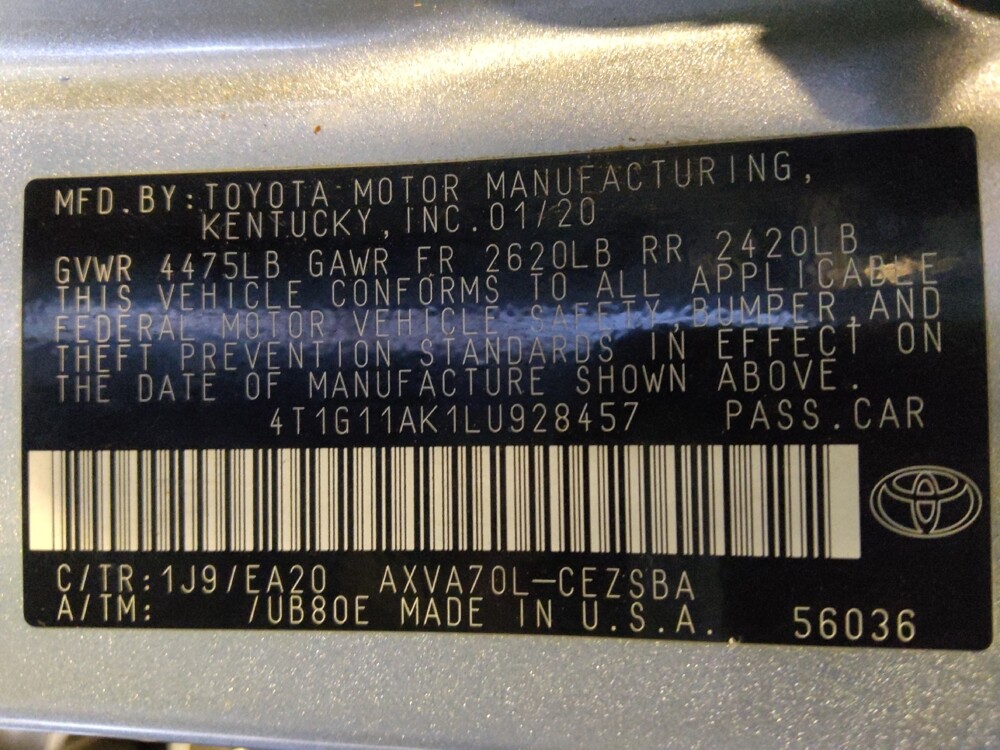 MFD.BY:TOYOTA MOTOR MANUFACTURING,
KENTUCKY,INC.01/20
GVWR 4475LB GAWR FR 2620LB RR 2420LB
THIS VEHICLE CONFORMS TO ALL APPLICABLE
FEDERAL MOTOR VEHICLE SAFETY,BUMPER,AND
THEFT PREVENTION STANDARDS IN EFFECT ON
THE DATE OF MANUFACTURE SHOWN ABOVE.
4T1G11AK1LU928457 PASS.CAR
C/TR:1J9/EA20 AXVA70L-CEZSBA
A/TM: /UB80E MADE IN U.S.A. 56036